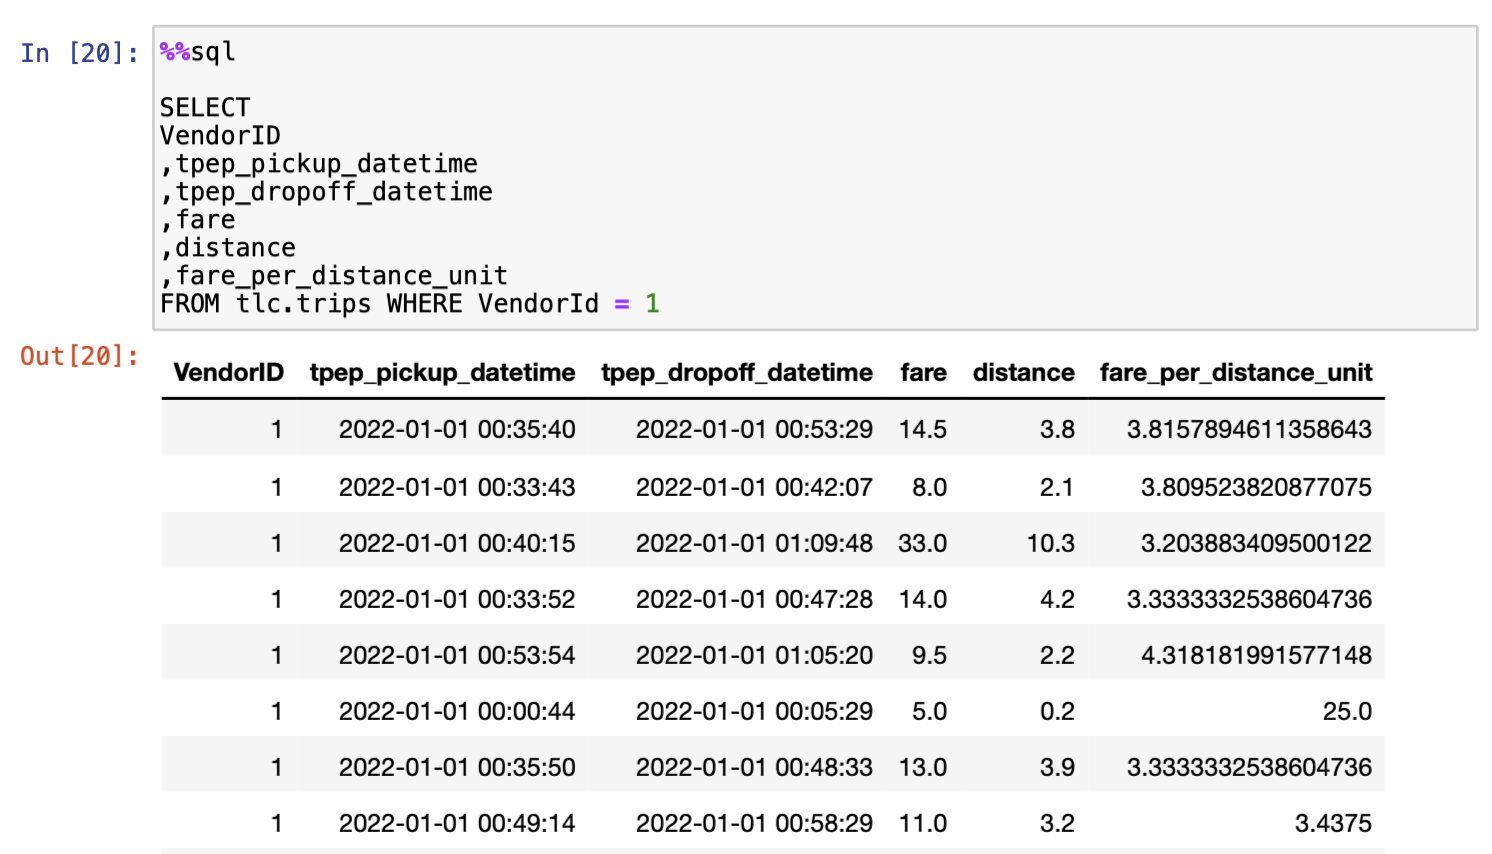 In [20]: %%sql
SELECT
VendorID
,tpep_pickup_datetime
,tpep_dropoff_datetime
,fare
,distance
,fare_per_distance_unit
FROM tlc.trips WHERE VendorId = 1
Out[20]:
VendorID tpep_pickup_datetime tpep_dropoff_datetime fare distance fare_per_distance_unit
1 2022-01-01 00:35:40 2022-01-01 00:53:29 14.5 3.8 3.8157894611358643
1 2022-01-01 00:33:43 2022-01-01 00:42:07 8.0 2.1 3.809523820877075
1 2022-01-01 00:40:15 2022-01-01 01:09:48 33.0 10.3 3.203883409500122
1 2022-01-01 00:33:52 2022-01-01 00:47:28 14.0 4.2 3.3333332538604736
1 2022-01-01 00:53:54 2022-01-01 01:05:20 9.5 2.2 4.318181991577148
1 2022-01-01 00:00:44 2022-01-01 00:05:29 5.0 0.2 25.0
1 2022-01-01 00:35:50 2022-01-01 00:48:33 13.0 3.9 3.3333332538604736
1 2022-01-01 00:49:14 2022-01-01 00:58:29 11.0 3.2 3.4375